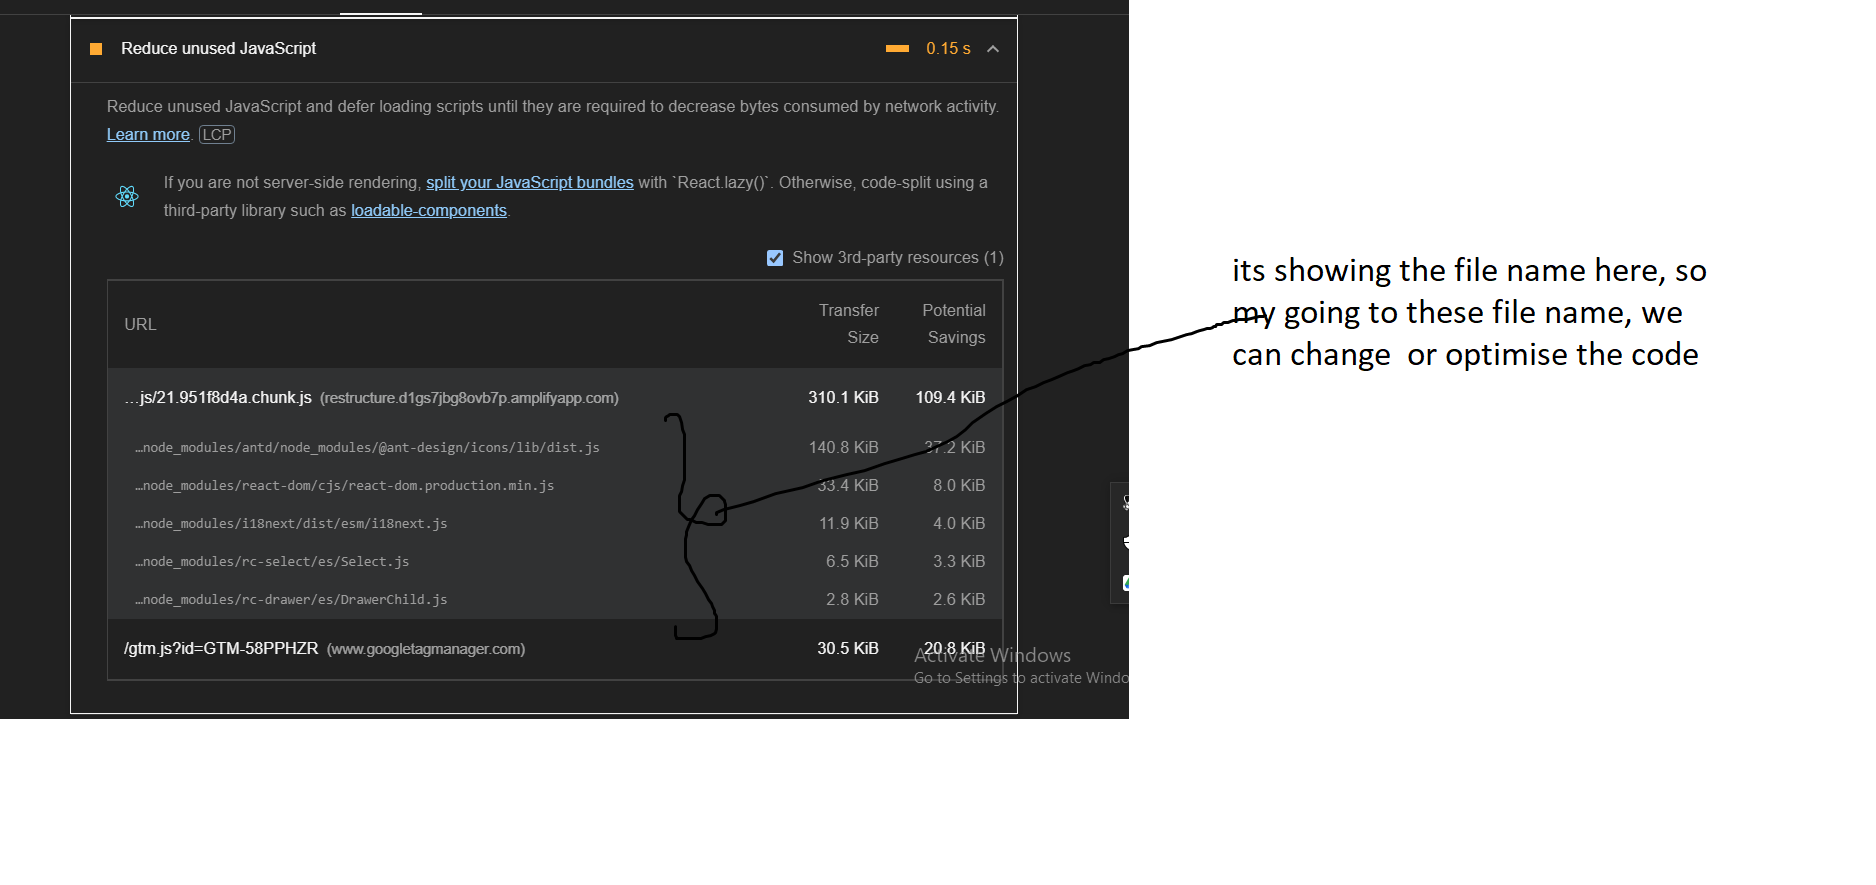 Reduce unused JavaScript 0.15 s
Reduce unused JavaScript and defer loading scripts until they are required to decrease bytes consumed by network activity.
Learn more. LCP
If you are not server-side rendering, split your JavaScript bundles with `React.lazy()`. Otherwise, code-split using a
third-party library such as loadable-components.
Show 3rd-party resources (1)
URL Transfer Size Potential Savings
…js/21.951f8d4a.chunk.js (restructure.d1gs7jbg8ovb7p.amplifyapp.com) 310.1 KiB 109.4 KiB
…node_modules/antd/node_modules/@ant-design/icons/lib/dist.js 140.8 KiB 37.2 KiB
…node_modules/react-dom/cjs/react-dom.production.min.js 33.4 KiB 8.0 KiB
…node_modules/i18next/dist/esm/i18next.js 11.9 KiB 4.0 KiB
…node_modules/rc-select/es/Select.js 6.5 KiB 3.3 KiB
…node_modules/rc-drawer/es/DrawerChild.js 2.8 KiB 2.6 KiB
/gtm.js?id=GTM-58PPHZR (www.googletagmanager.com) 30.5 KiB 20.8 KiB
Activate Windows
Go to Settings to activate Windo
its showing the file name here, so
my going to these file name, we
can change or optimise the code